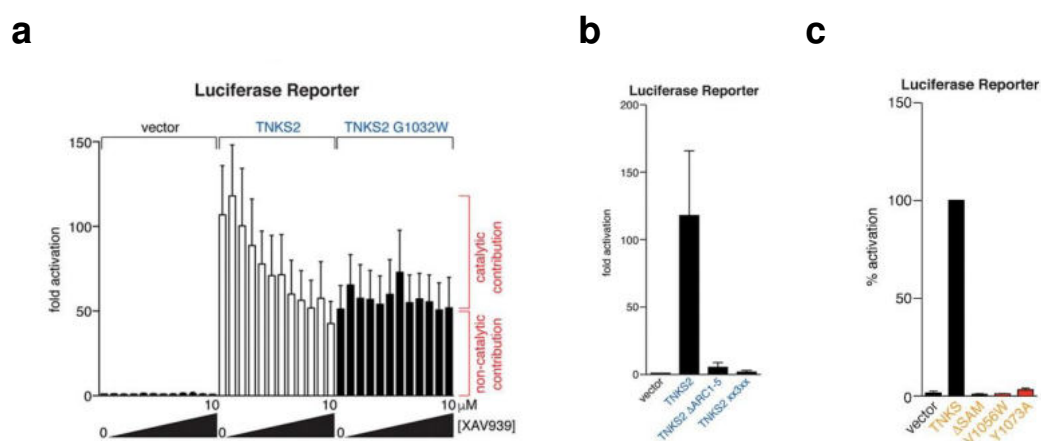 a
Luciferase Reporter
vector
TNKS2
TNKS2 G1032W
150
100
50
0
fold activation
catalytic
contribution
non-catalytic
contribution
10
10
10 μM
[XAV939]
0
0
0
b
Luciferase Reporter
200
150
100
50
0
fold activation
vector
TNKS2
TNKS2 ΔARC1-5
TNKS2 xx3xx
c
Luciferase Reporter
150
100
50
0
% activation
vector
TNKS
ΔSAM
V1056W
Y1073A